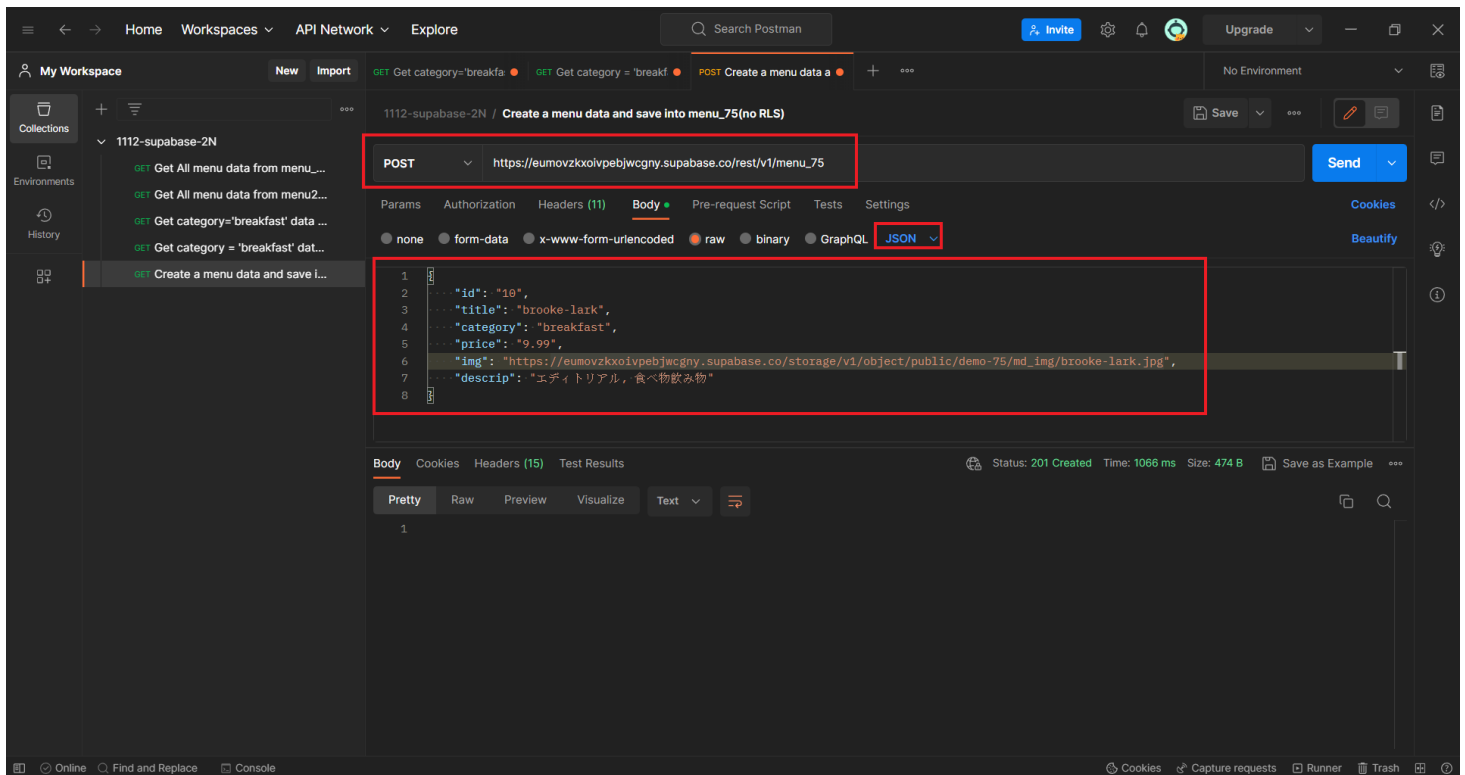 Home Workspaces API Network Explore Search Postman Invite Upgrade
My Workspace New Import GET Get category='breakfa: GET Get category = 'breakf POST Create a menu data a No Environment
Collections
Environments
History
1112-supabase-2N
GET Get All menu data from menu_...
GET Get All menu data from menu2...
GET Get category='breakfast' data ...
GET Get category = 'breakfast' dat...
GET Create a menu data and save i...
1112-supabase-2N / Create a menu data and save into menu_75(no RLS) Save
POST https://eumovzkxoivpebjwcgny.supabase.co/rest/v1/menu_75 Send
Params Authorization Headers (11) Body Pre-request Script Tests Settings Cookies
none form-data x-www-form-urlencoded raw binary GraphQL JSON Beautify
1 {
2 "id": "10",
3 "title": "brooke-lark",
4 "category": "breakfast",
5 "price": "9.99",
6 "img": "https://eumovzkxoivpebjwcgny.supabase.co/storage/v1/object/public/demo-75/md_img/brooke-lark.jpg",
7 "descrip": "エディトリアル, 食べ物飲み物"
8 }
Body Cookies Headers (15) Test Results Status: 201 Created Time: 1066 ms Size: 474 B Save as Example
Pretty Raw Preview Visualize Text
1
Online Find and Replace Console Cookies Capture requests Runner Trash